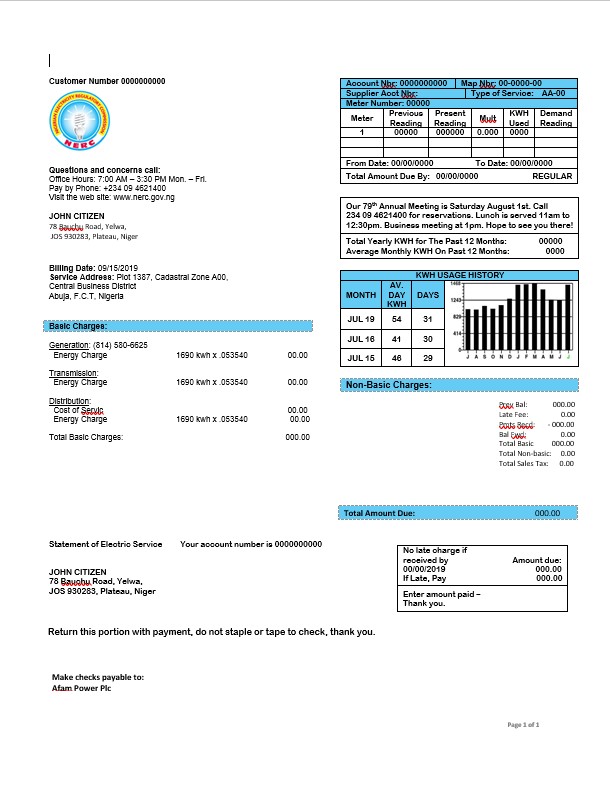 Customer Number 0000000000
NERC
Questions and concerns call:
Office Hours: 7:00 AM – 3:30 PM Mon. – Fri.
Pay by Phone: +234 09 4621400
Visit the web site: www.nerc.gov.ng
JOHN CITIZEN
78 Bauchu Road, Yelwa,
JOS 930283, Plateau, Niger
Billing Date: 09/15/2019
Service Address: Plot 1387, Cadastral Zone A00,
Central Business District
Abuja, F.C.T, Nigeria
Basic Charges:
Generation: (814) 580-6625
Energy Charge 1690 kwh x .053540 00.00
Transmission:
Energy Charge 1690 kwh x .053540 00.00
Distribution:
Cost of Servic 00.00
Energy Charge 1690 kwh x .053540 00.00
Total Basic Charges: 000.00
Account Nbr: 0000000000 Map Nbr: 00-0000-00
Supplier Acct Nbr: Type of Service: AA-00
Meter Number: 00000
Meter Previous Reading Present Reading Mult KWH Used Demand Reading
1 00000 000000 0.000 0000
From Date: 00/00/0000 To Date: 00/00/0000
Total Amount Due By: 00/00/0000 REGULAR
Our 79th Annual Meeting is Saturday August 1st. Call
234 09 4621400 for reservations. Lunch is served 11am to
12:30pm. Business meeting at 1pm. Hope to see you there!
Total Yearly KWH for The Past 12 Months: 00000
Average Monthly KWH On Past 12 Months: 0000
KWH USAGE HISTORY
MONTH AV. DAY KWH DAYS
JUL 19 54 31
JUL 16 41 30
JUL 15 46 29
1468
1243
829
414
0
J A S O N D J F M A M J J
Non-Basic Charges:
Prev Bal: 000.00
Late Fee: 0.00
Pmts Recd: - 000.00
Bal Fwd: 0.00
Total Basic 000.00
Total Non-basic: 0.00
Total Sales Tax: 0.00
Total Amount Due: 000.00
Statement of Electric Service Your account number is 0000000000
JOHN CITIZEN
78 Bauchu Road, Yelwa,
JOS 930283, Plateau, Niger
No late charge if
received by Amount due:
00/00/2019 000.00
If Late, Pay 000.00
Enter amount paid –
Thank you.
Return this portion with payment, do not staple or tape to check, thank you.
Make checks payable to:
Afam Power Plc
Page 1 of 1